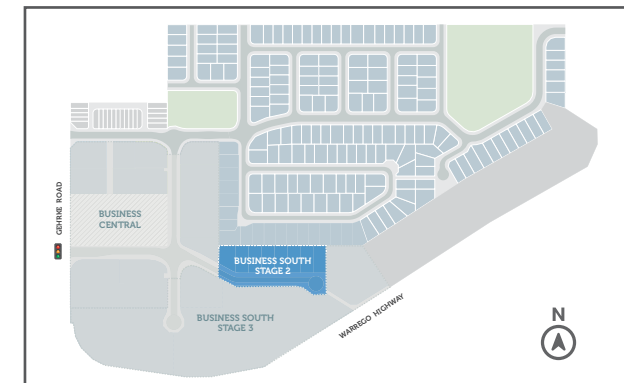 GEHRKE ROAD
BUSINESS
CENTRAL
BUSINESS SOUTH
STAGE 2
BUSINESS SOUTH
STAGE 3
WARREGO HIGHWAY
N